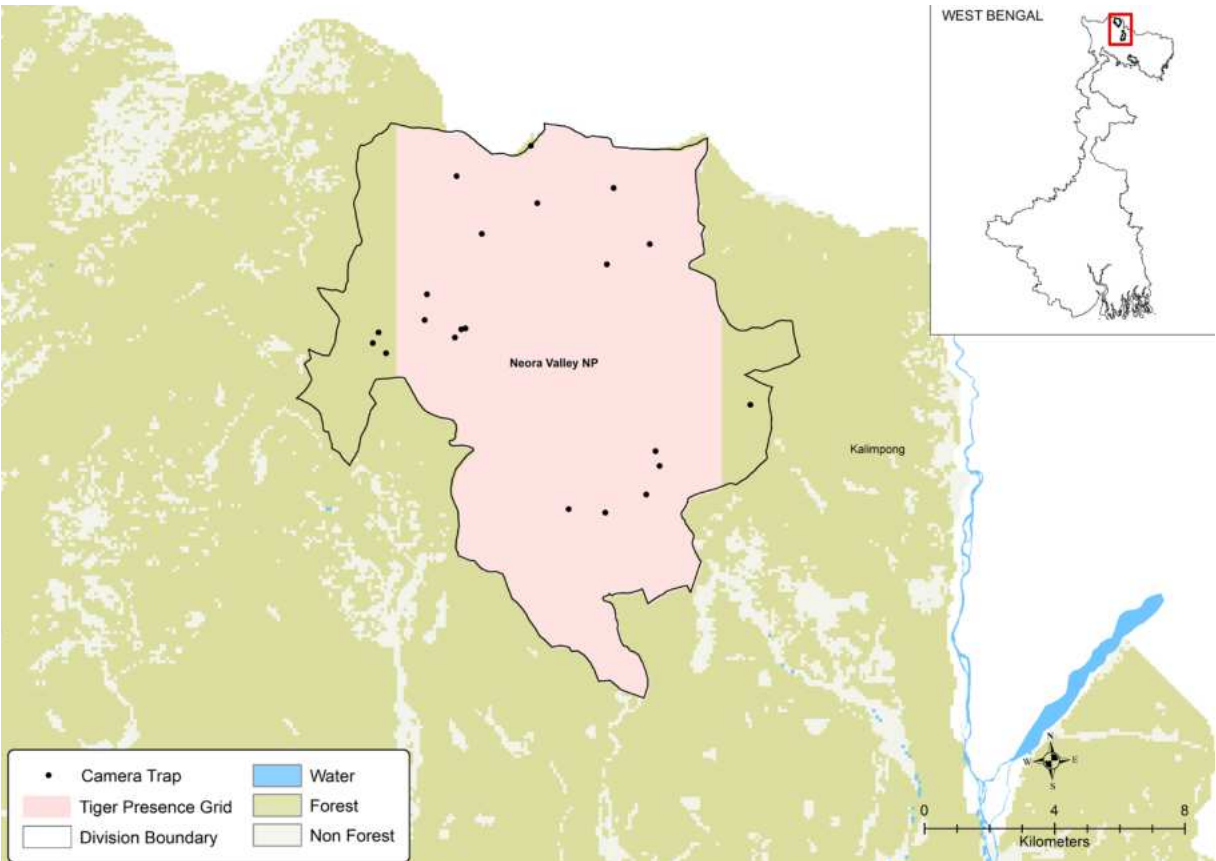 WEST BENGAL
Neora Valley NP
Kalimpong
N
W
E
S
Camera Trap
Tiger Presence Grid
Division Boundary
Water
Forest
Non Forest
0 4 8
Kilometers